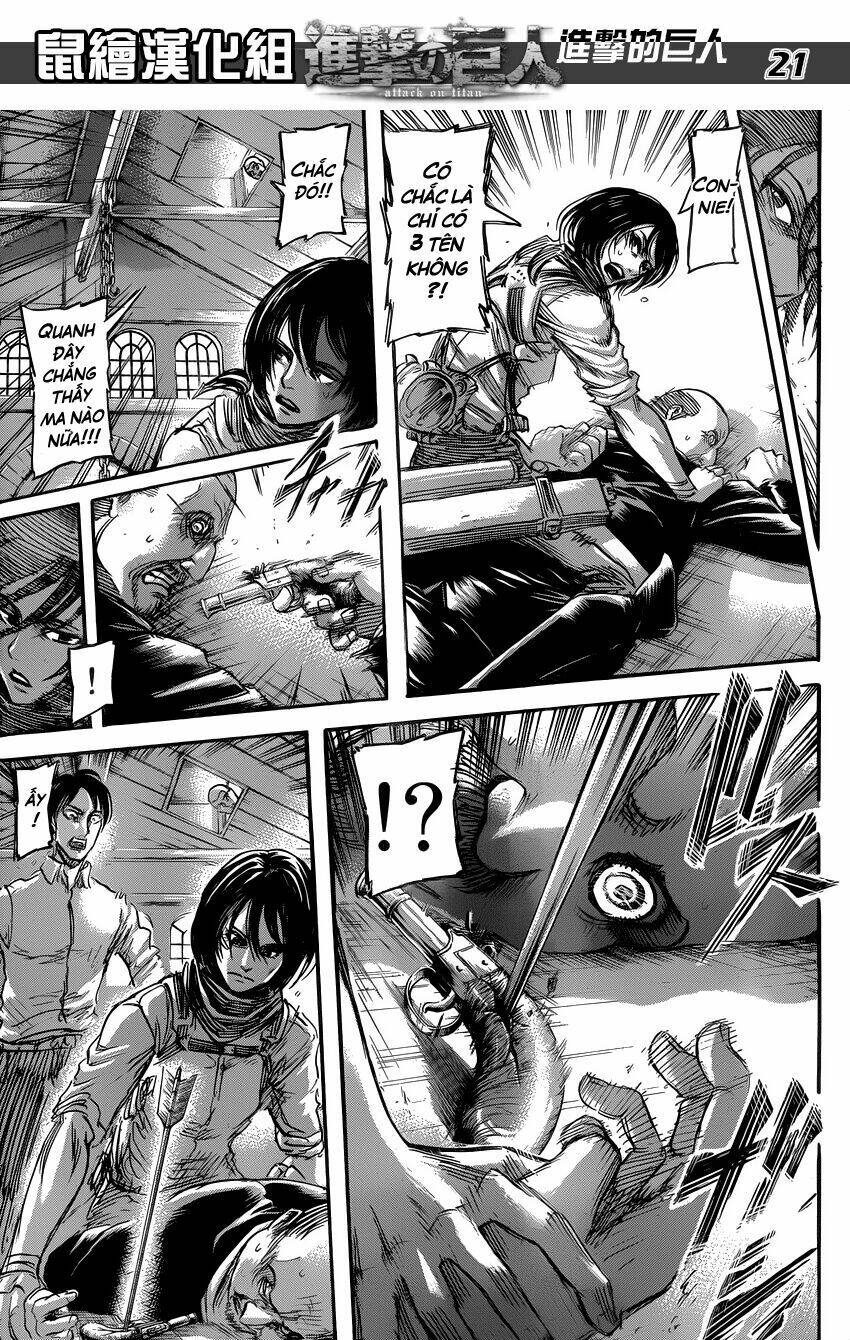 鼠繪漢化組
進撃の巨人
attack on titan
進擊的巨人
21
CON-
NIE!
CÓ
CHẮC LÀ
CHỈ CÓ
3 TÊN
KHÔNG
?!
CHẮC
ĐÓ!!
QUANH
ĐÂY
CHẲNG
THẤY
MA NÀO
NỮA!!!
!
!?
ẤY
!